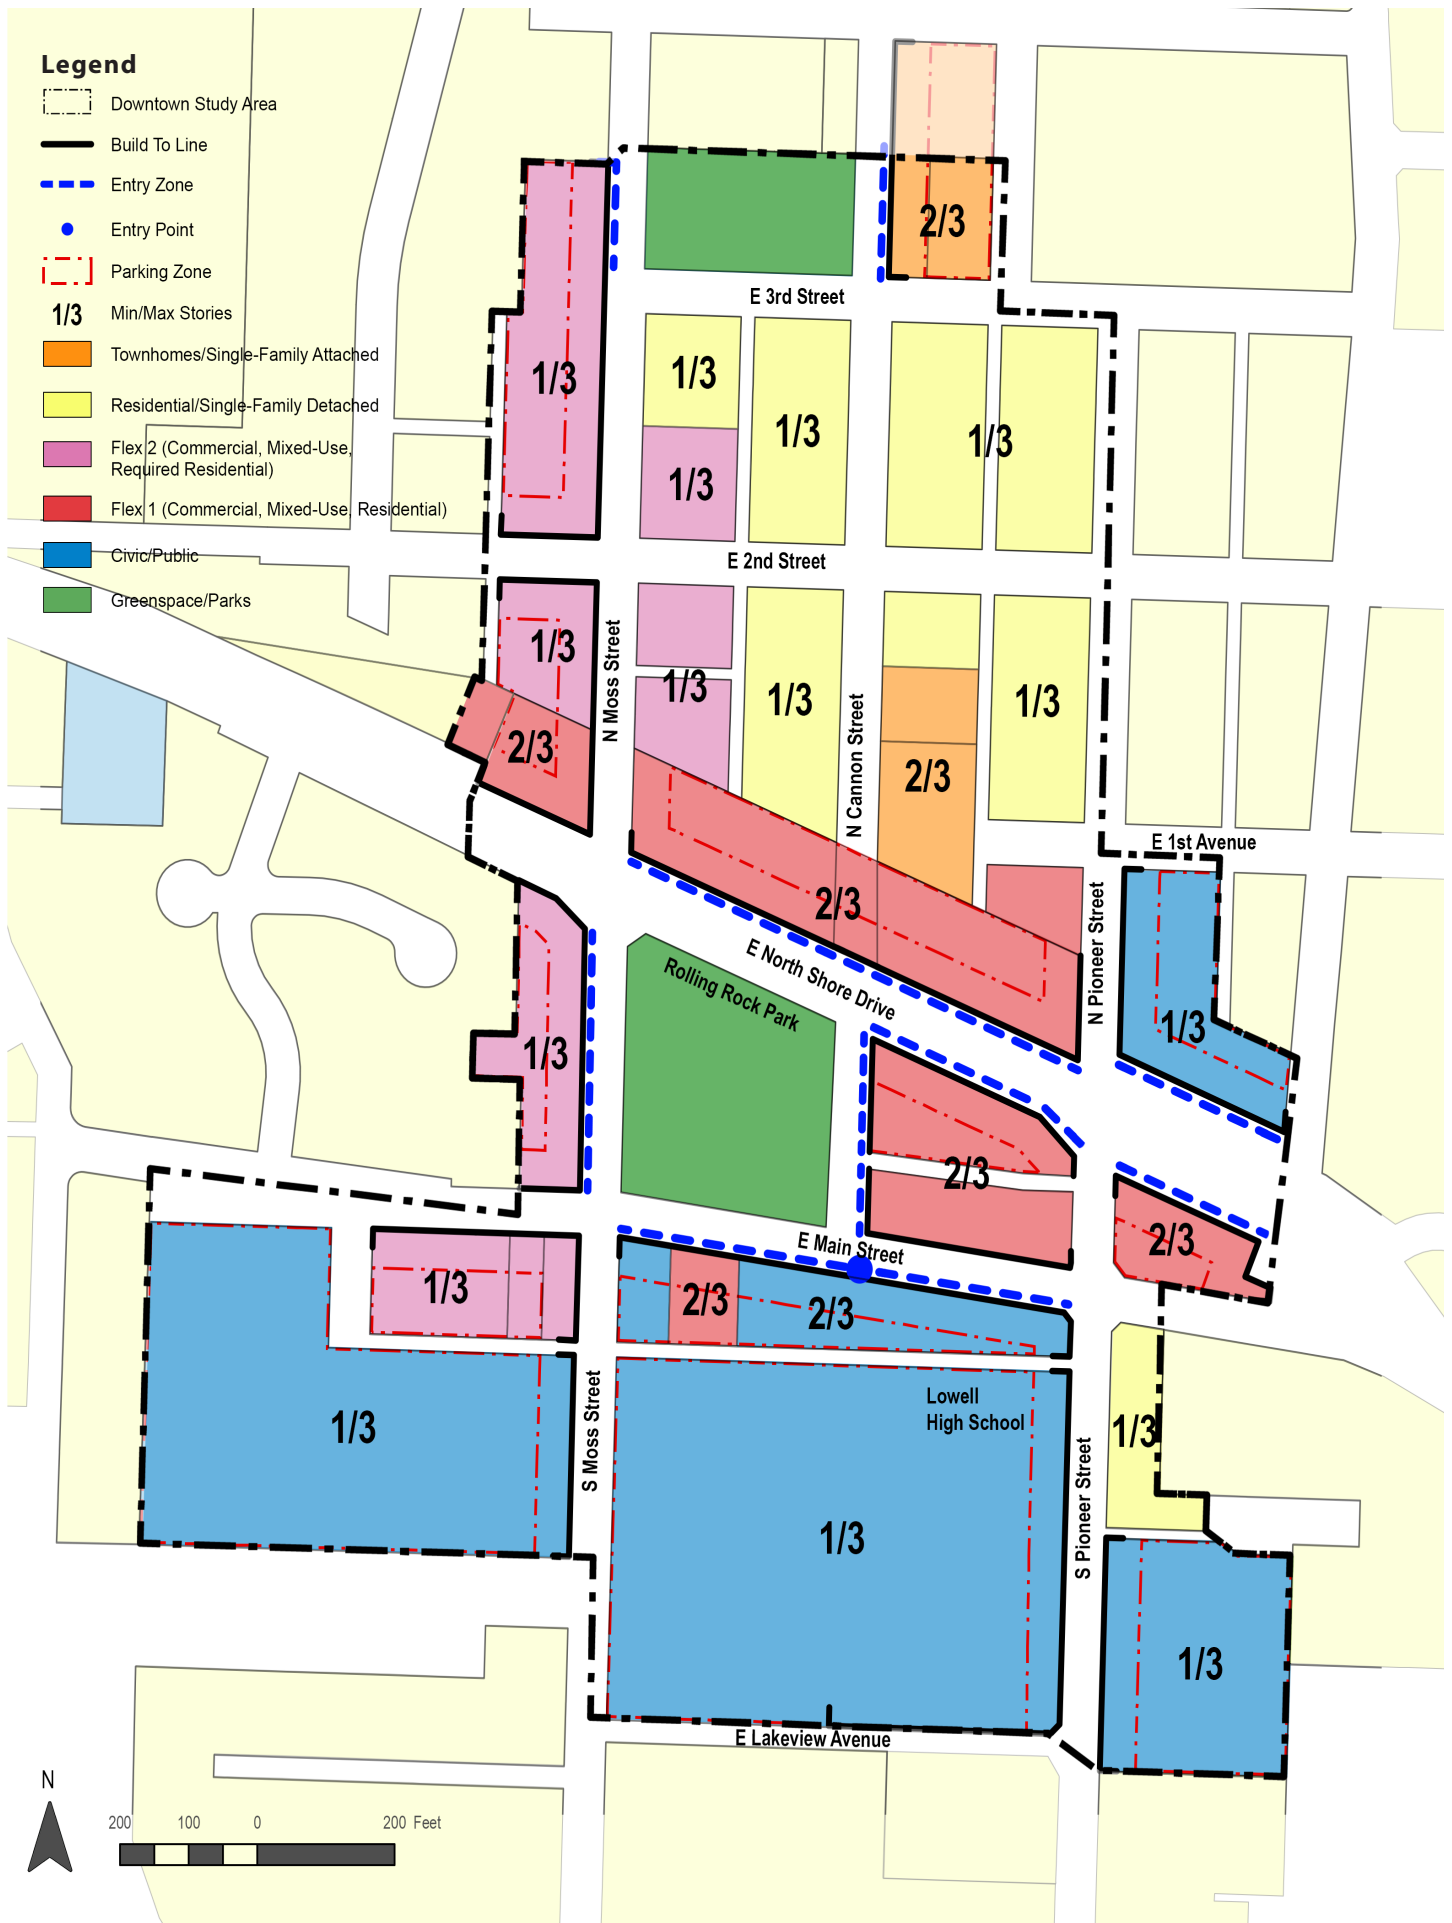 Legend
Downtown Study Area
Build To Line
Entry Zone
Entry Point
Parking Zone
1/3 Min/Max Stories
Townhomes/Single-Family Attached
Residential/Single-Family Detached
Flex 2 (Commercial, Mixed-Use,
Required Residential)
Flex 1 (Commercial, Mixed-Use, Residential)
Civic/Public
Greenspace/Parks
2/3
E 3rd Street
1/3
1/3
1/3
1/3
1/3
E 2nd Street
1/3
N Moss Street
1/3
1/3
N Cannon Street
1/3
2/3
2/3
E 1st Avenue
2/3
N Pioneer Street
E North Shore Drive
Rolling Rock Park
1/3
1/3
2/3
E Main Street
2/3
1/3
2/3
2/3
Lowell
High School
1/3
1/3
S Moss Street
S Pioneer Street
1/3
1/3
E Lakeview Avenue
N
200 100 0 200 Feet